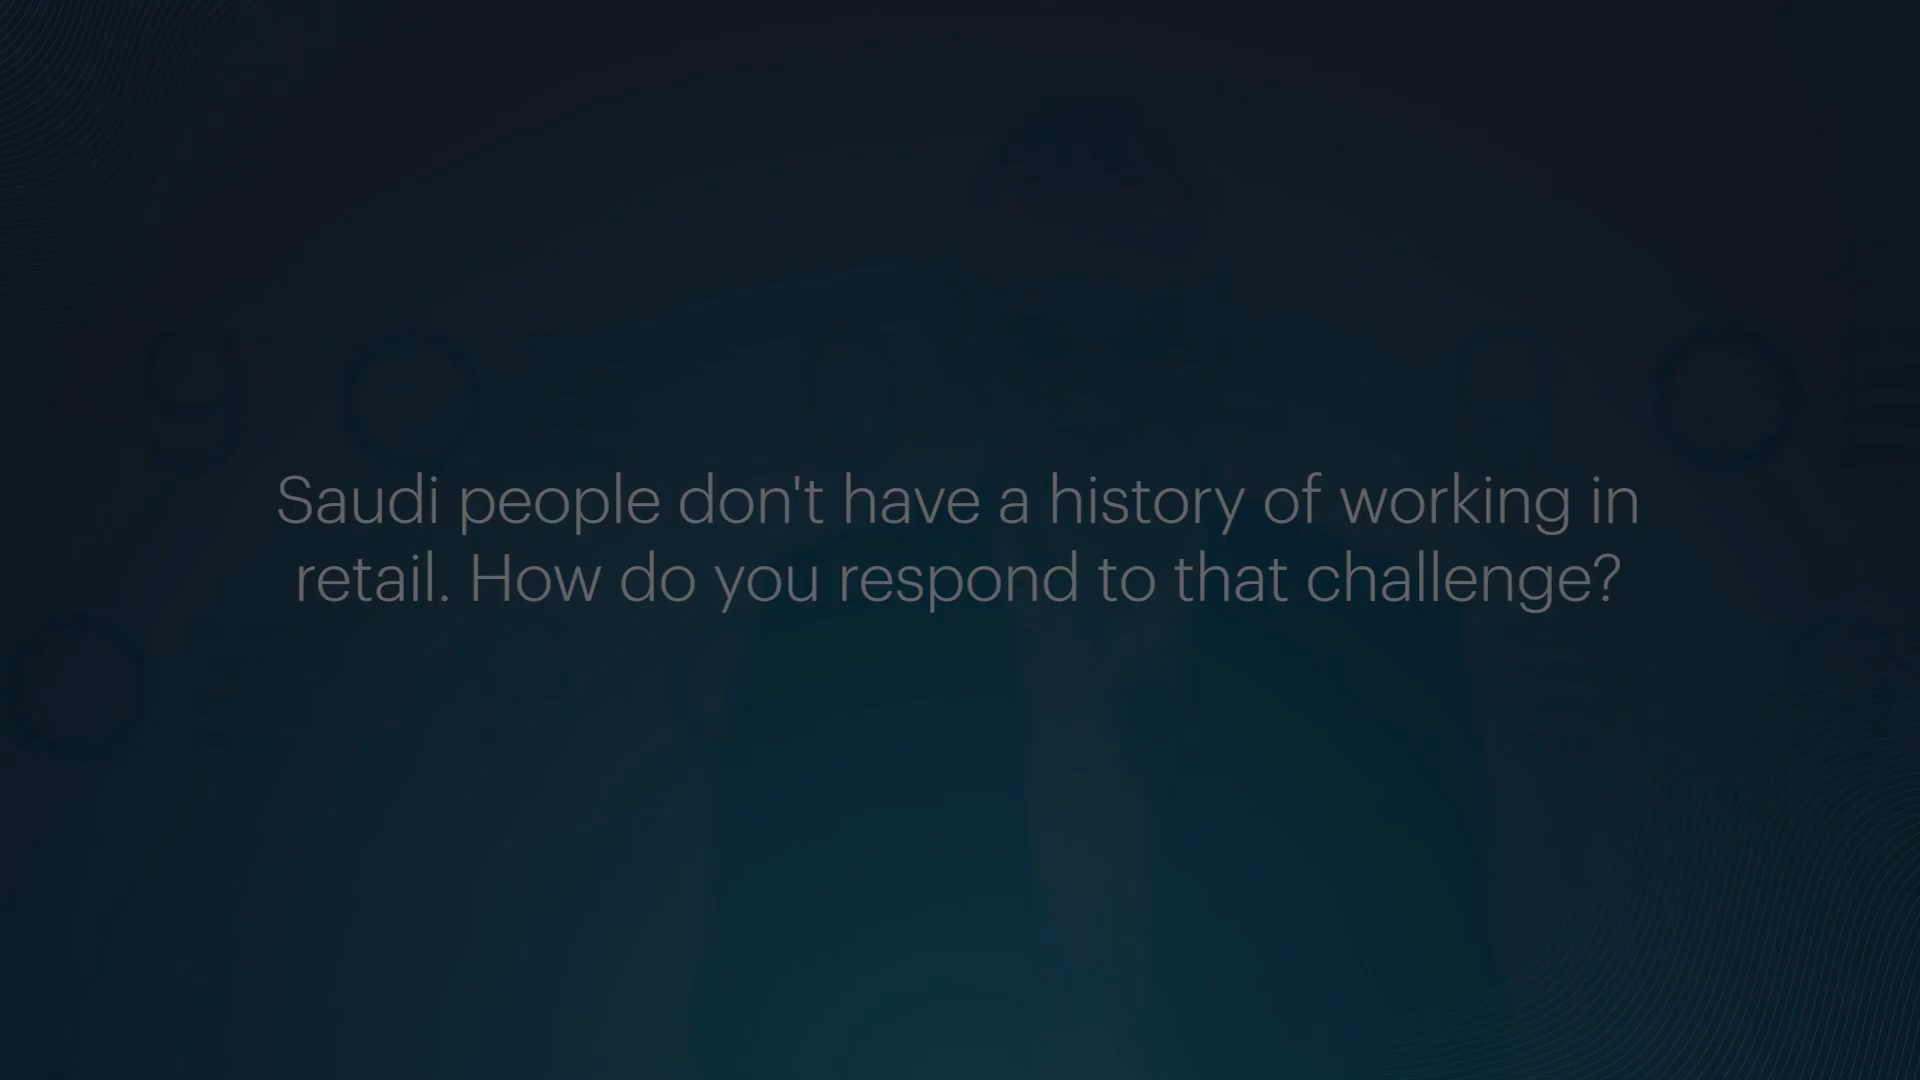 Saudi people don't have a history of working in
retail. How do you respond to that challenge?